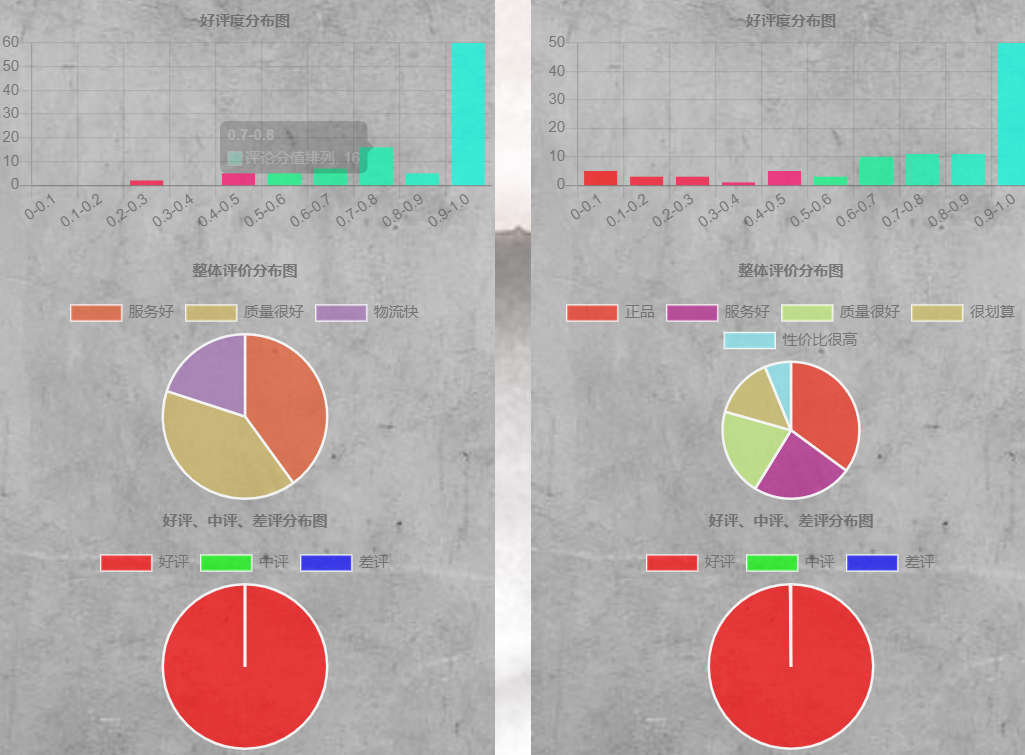 好评度分布图
60
50
40
30
20
10
0
0.7-0.8
评论分值排列: 16
0-0.1 0.1-0.2 0.2-0.3 0.3-0.4 0.4-0.5 0.5-0.6 0.6-0.7 0.7-0.8 0.8-0.9 0.9-1.0
整体评价分布图
服务好 质量很好 物流快
好评、中评、差评分布图
好评 中评 差评
好评度分布图
50
40
30
20
10
0
0-0.1 0.1-0.2 0.2-0.3 0.3-0.4 0.4-0.5 0.5-0.6 0.6-0.7 0.7-0.8 0.8-0.9 0.9-1.0
整体评价分布图
正品 服务好 质量很好 很划算
性价比很高
好评、中评、差评分布图
好评 中评 差评